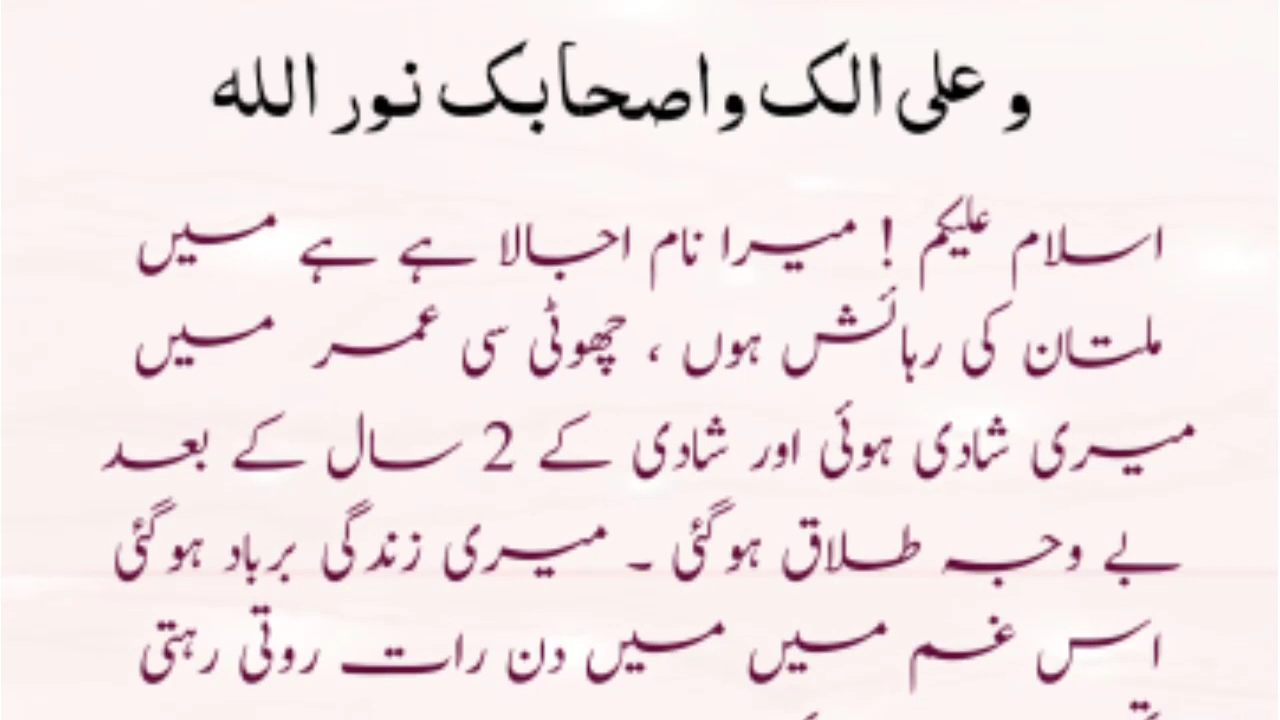 و علی الک واصحابک نور الله
اسلام علیکم ! میرا نام اجالا ہے ہے میں
ملتان کی رہائش ہوں ، چھوٹی سی عمر میں
میری شادی ہوئی اور شادی کے 2 سال کے بعد
بے وجہ طلاق ہوگئی ۔ میری زندگی برباد ہوگئی
اس غم میں میں دن رات روتی رہتی